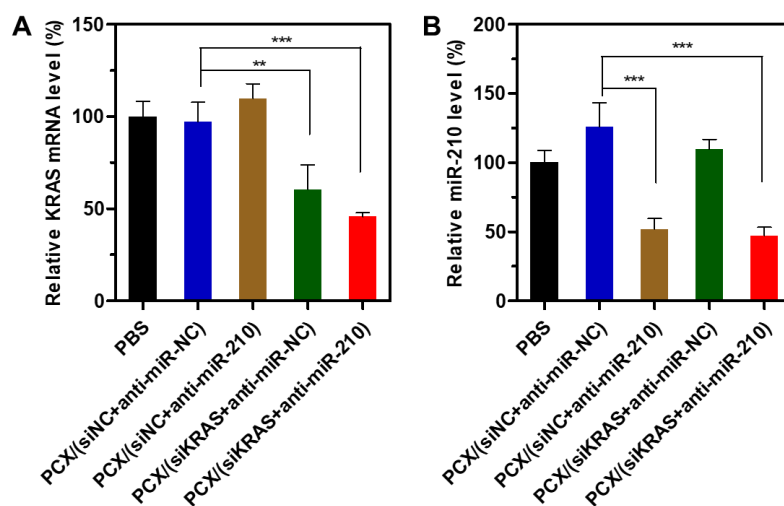 A
Relative KRAS mRNA level (%)
150
100
50
0
***
**
PBS
PCX/(siNC+anti-miR-NC)
PCX/(siNC+anti-miR-210)
PCX/(siKRAS+anti-miR-NC)
PCX/(siKRAS+anti-miR-210)
B
Relative miR-210 level (%)
200
150
100
50
0
***
***
PBS
PCX/(siNC+anti-miR-NC)
PCX/(siNC+anti-miR-210)
PCX/(siKRAS+anti-miR-NC)
PCX/(siKRAS+anti-miR-210)